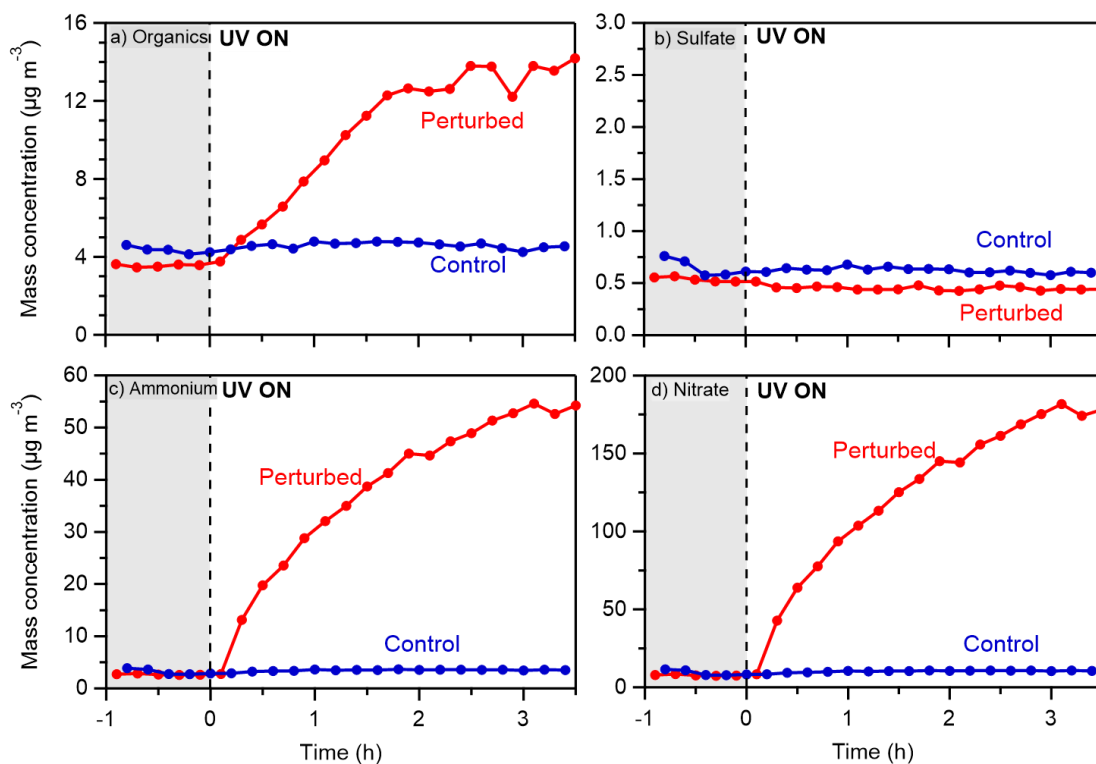 a) Organics
UV ON
Mass concentration (µg m⁻³)
16
12
8
4
0
Perturbed
Control
b) Sulfate
UV ON
3.0
2.5
2.0
1.5
1.0
0.5
0.0
Control
Perturbed
c) Ammonium
UV ON
Mass concentration (µg m⁻³)
60
50
40
30
20
10
0
Perturbed
Control
-1
0
1
2
3
Time (h)
d) Nitrate
UV ON
200
150
100
50
0
Perturbed
Control
-1
0
1
2
3
Time (h)